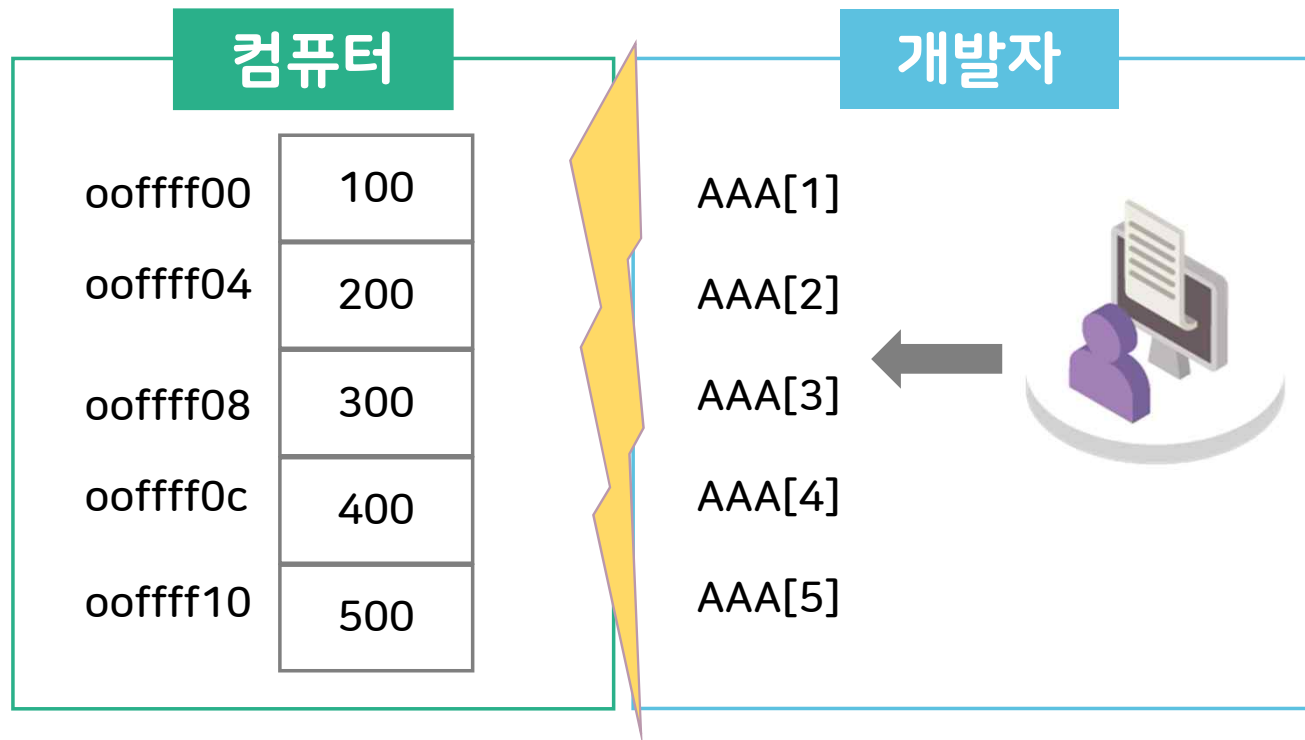 컴퓨터
ooffff00 100
ooffff04 200
ooffff08 300
ooffff0c 400
ooffff10 500
개발자
AAA[1]
AAA[2]
AAA[3]
AAA[4]
AAA[5]